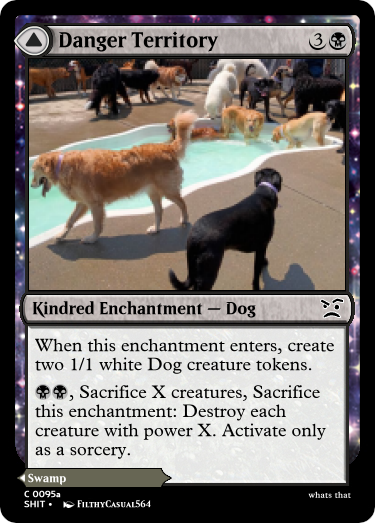 Danger Territory 3
Kindred Enchantment — Dog
When this enchantment enters, create
two 1/1 white Dog creature tokens.
, Sacrifice X creatures, Sacrifice
this enchantment: Destroy each
creature with power X. Activate only
as a sorcery.
Swamp
C 0095a
whats that
SHIT • FilthyCasual564